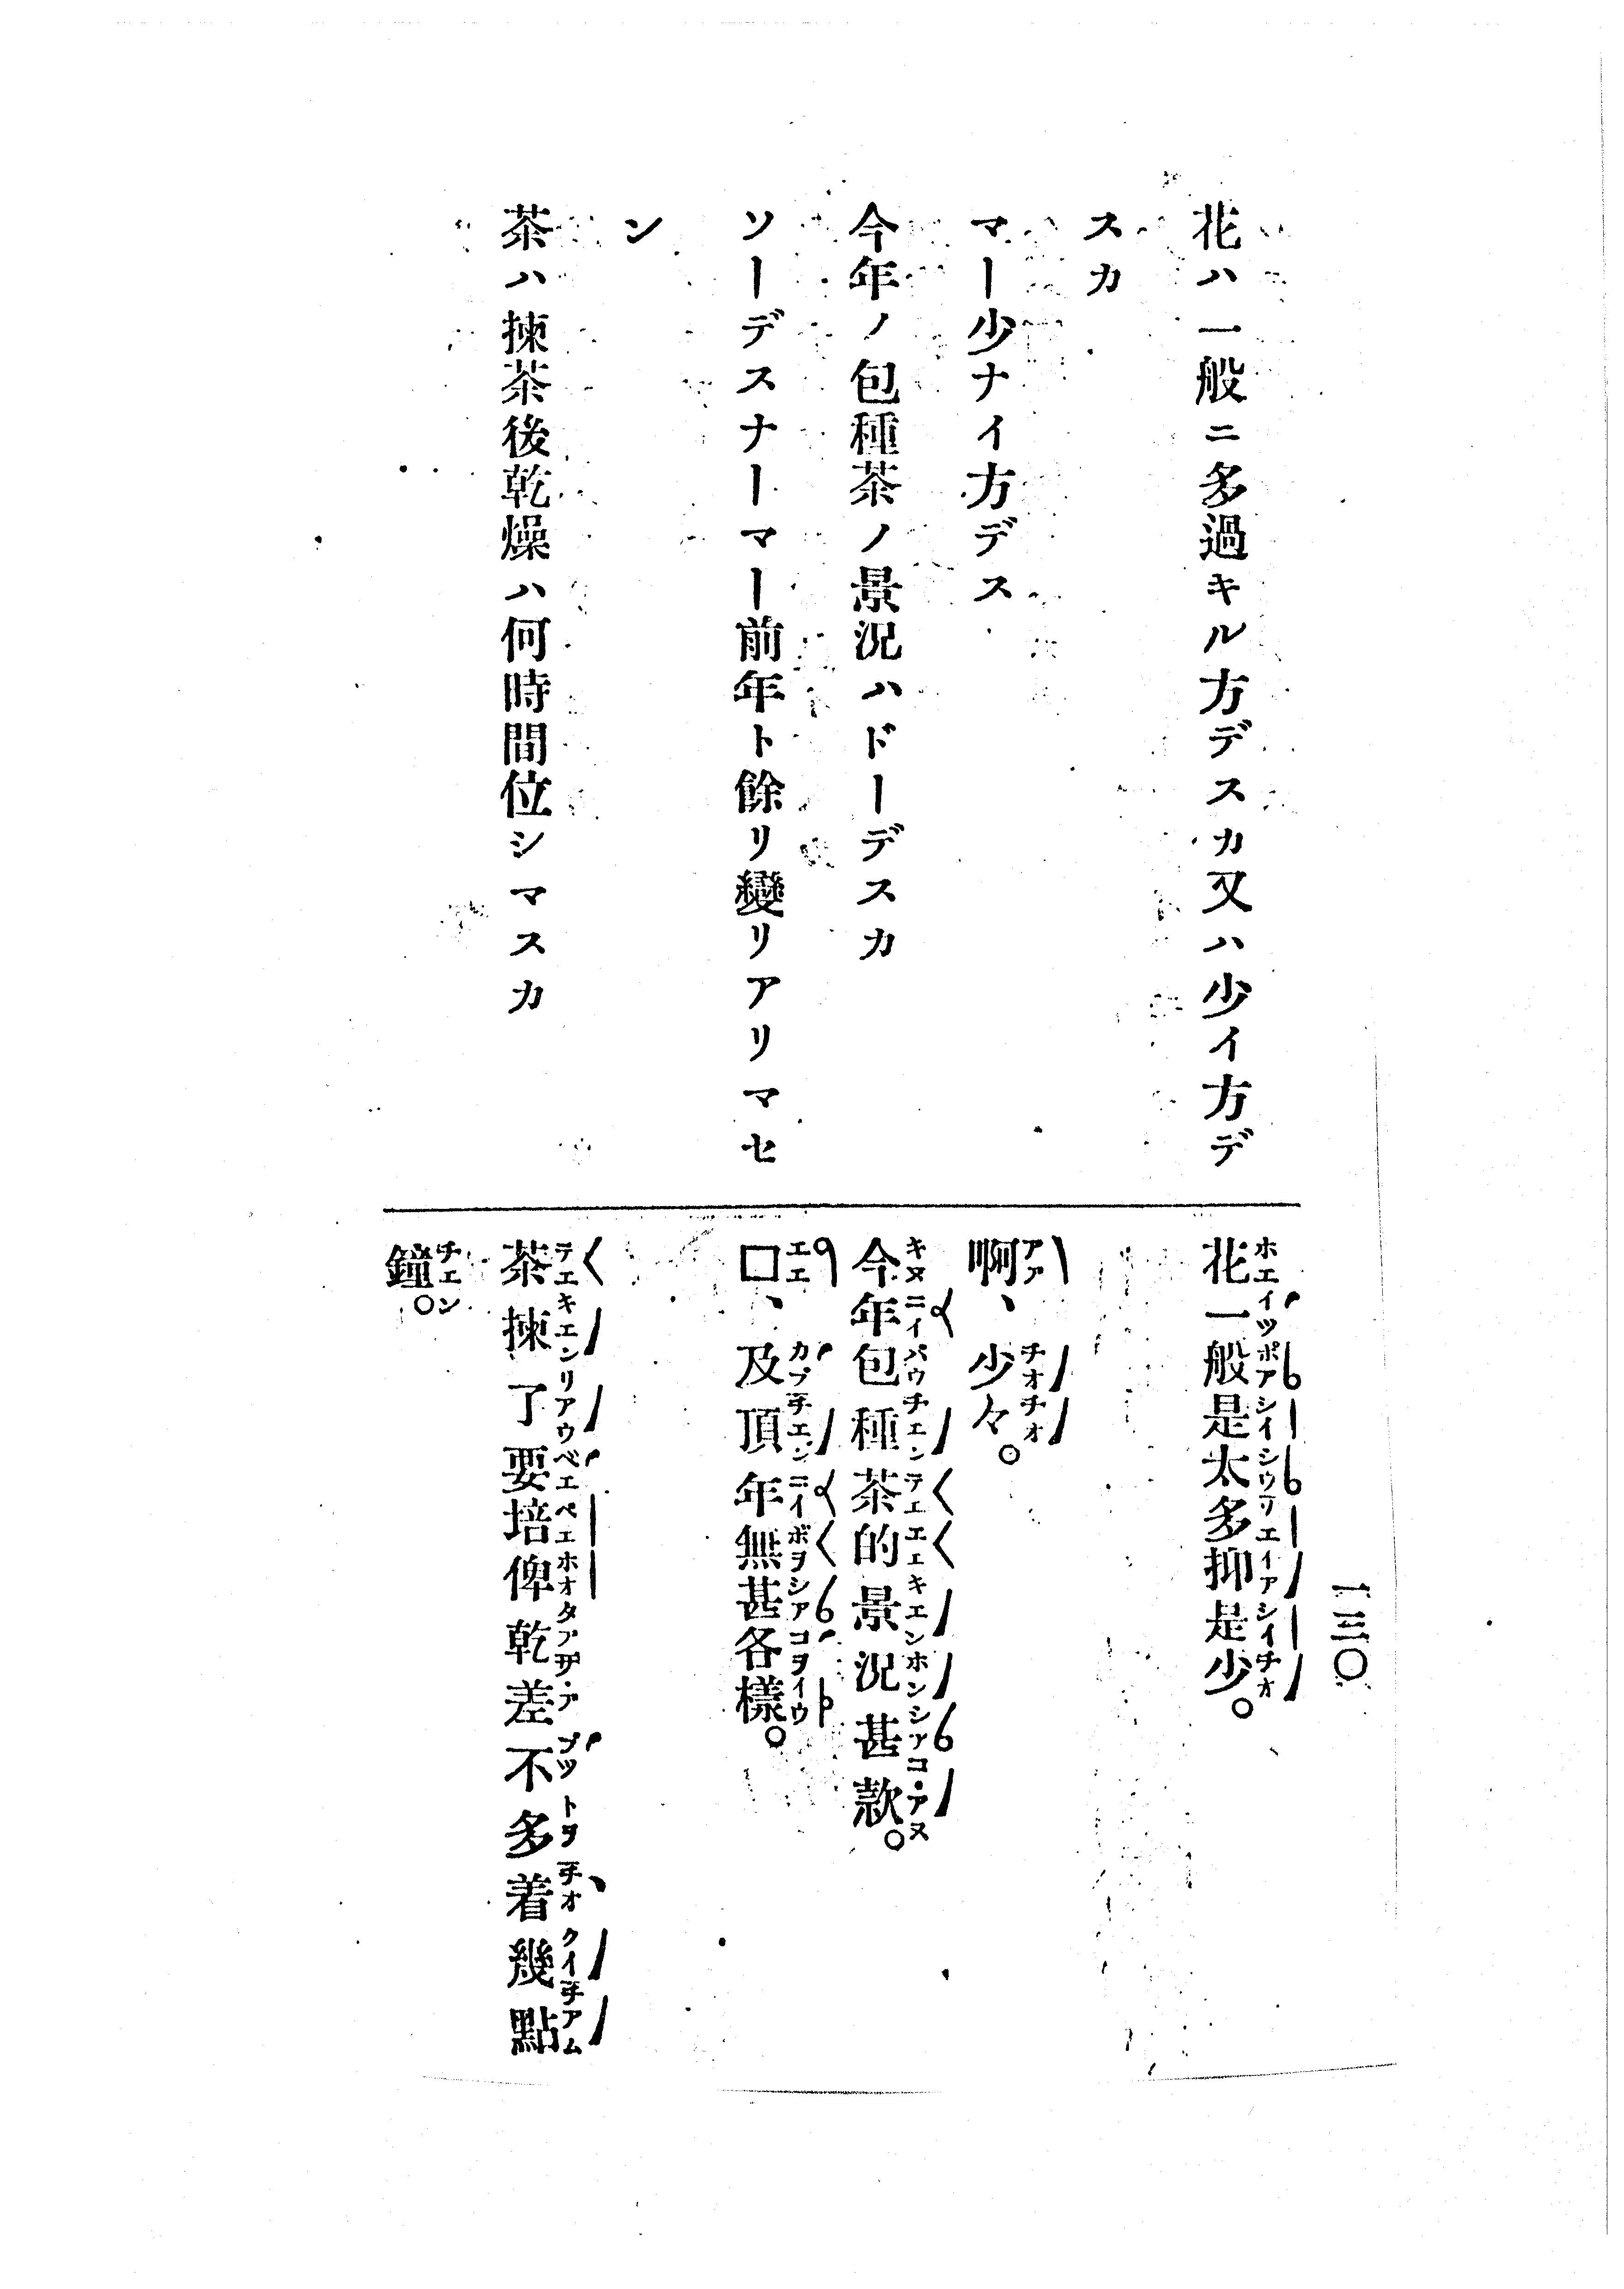 一三〇
花ハ一般ニ多過キル方デスカ又ハ少イ方デ
スカ
マー少ナイ方デス
今年ノ包種茶ノ景況ハドーデスカ
ソーデスナーマー前年ト餘リ變リアリマセ
ン
茶ハ揀茶後乾燥ハ何時間位シマスカ
花一般是太多抑是少。
啊、少々。
今年包種茶的景況甚款。
口、及頂年無甚各樣。
茶揀了要培俾乾差不多着幾點
鐘。